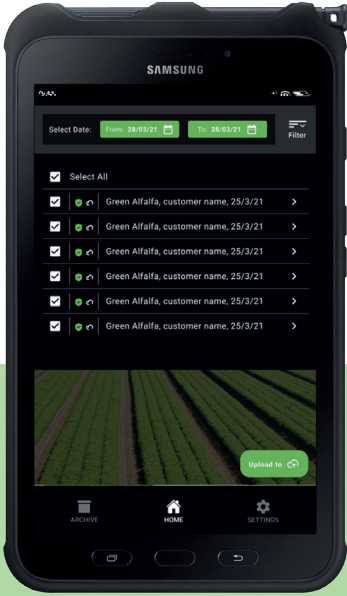 SAMSUNG
Select Date:
From: 28/03/21
To: 28/03/21
Filter
Select All
Green Alfalfa, customer name, 25/3/21
Green Alfalfa, customer name, 25/3/21
Green Alfalfa, customer name, 25/3/21
Green Alfalfa, customer name, 25/3/21
Green Alfalfa, customer name, 25/3/21
Green Alfalfa, customer name, 25/3/21
Upload to
ARCHIVE
HOME
SETTINGS